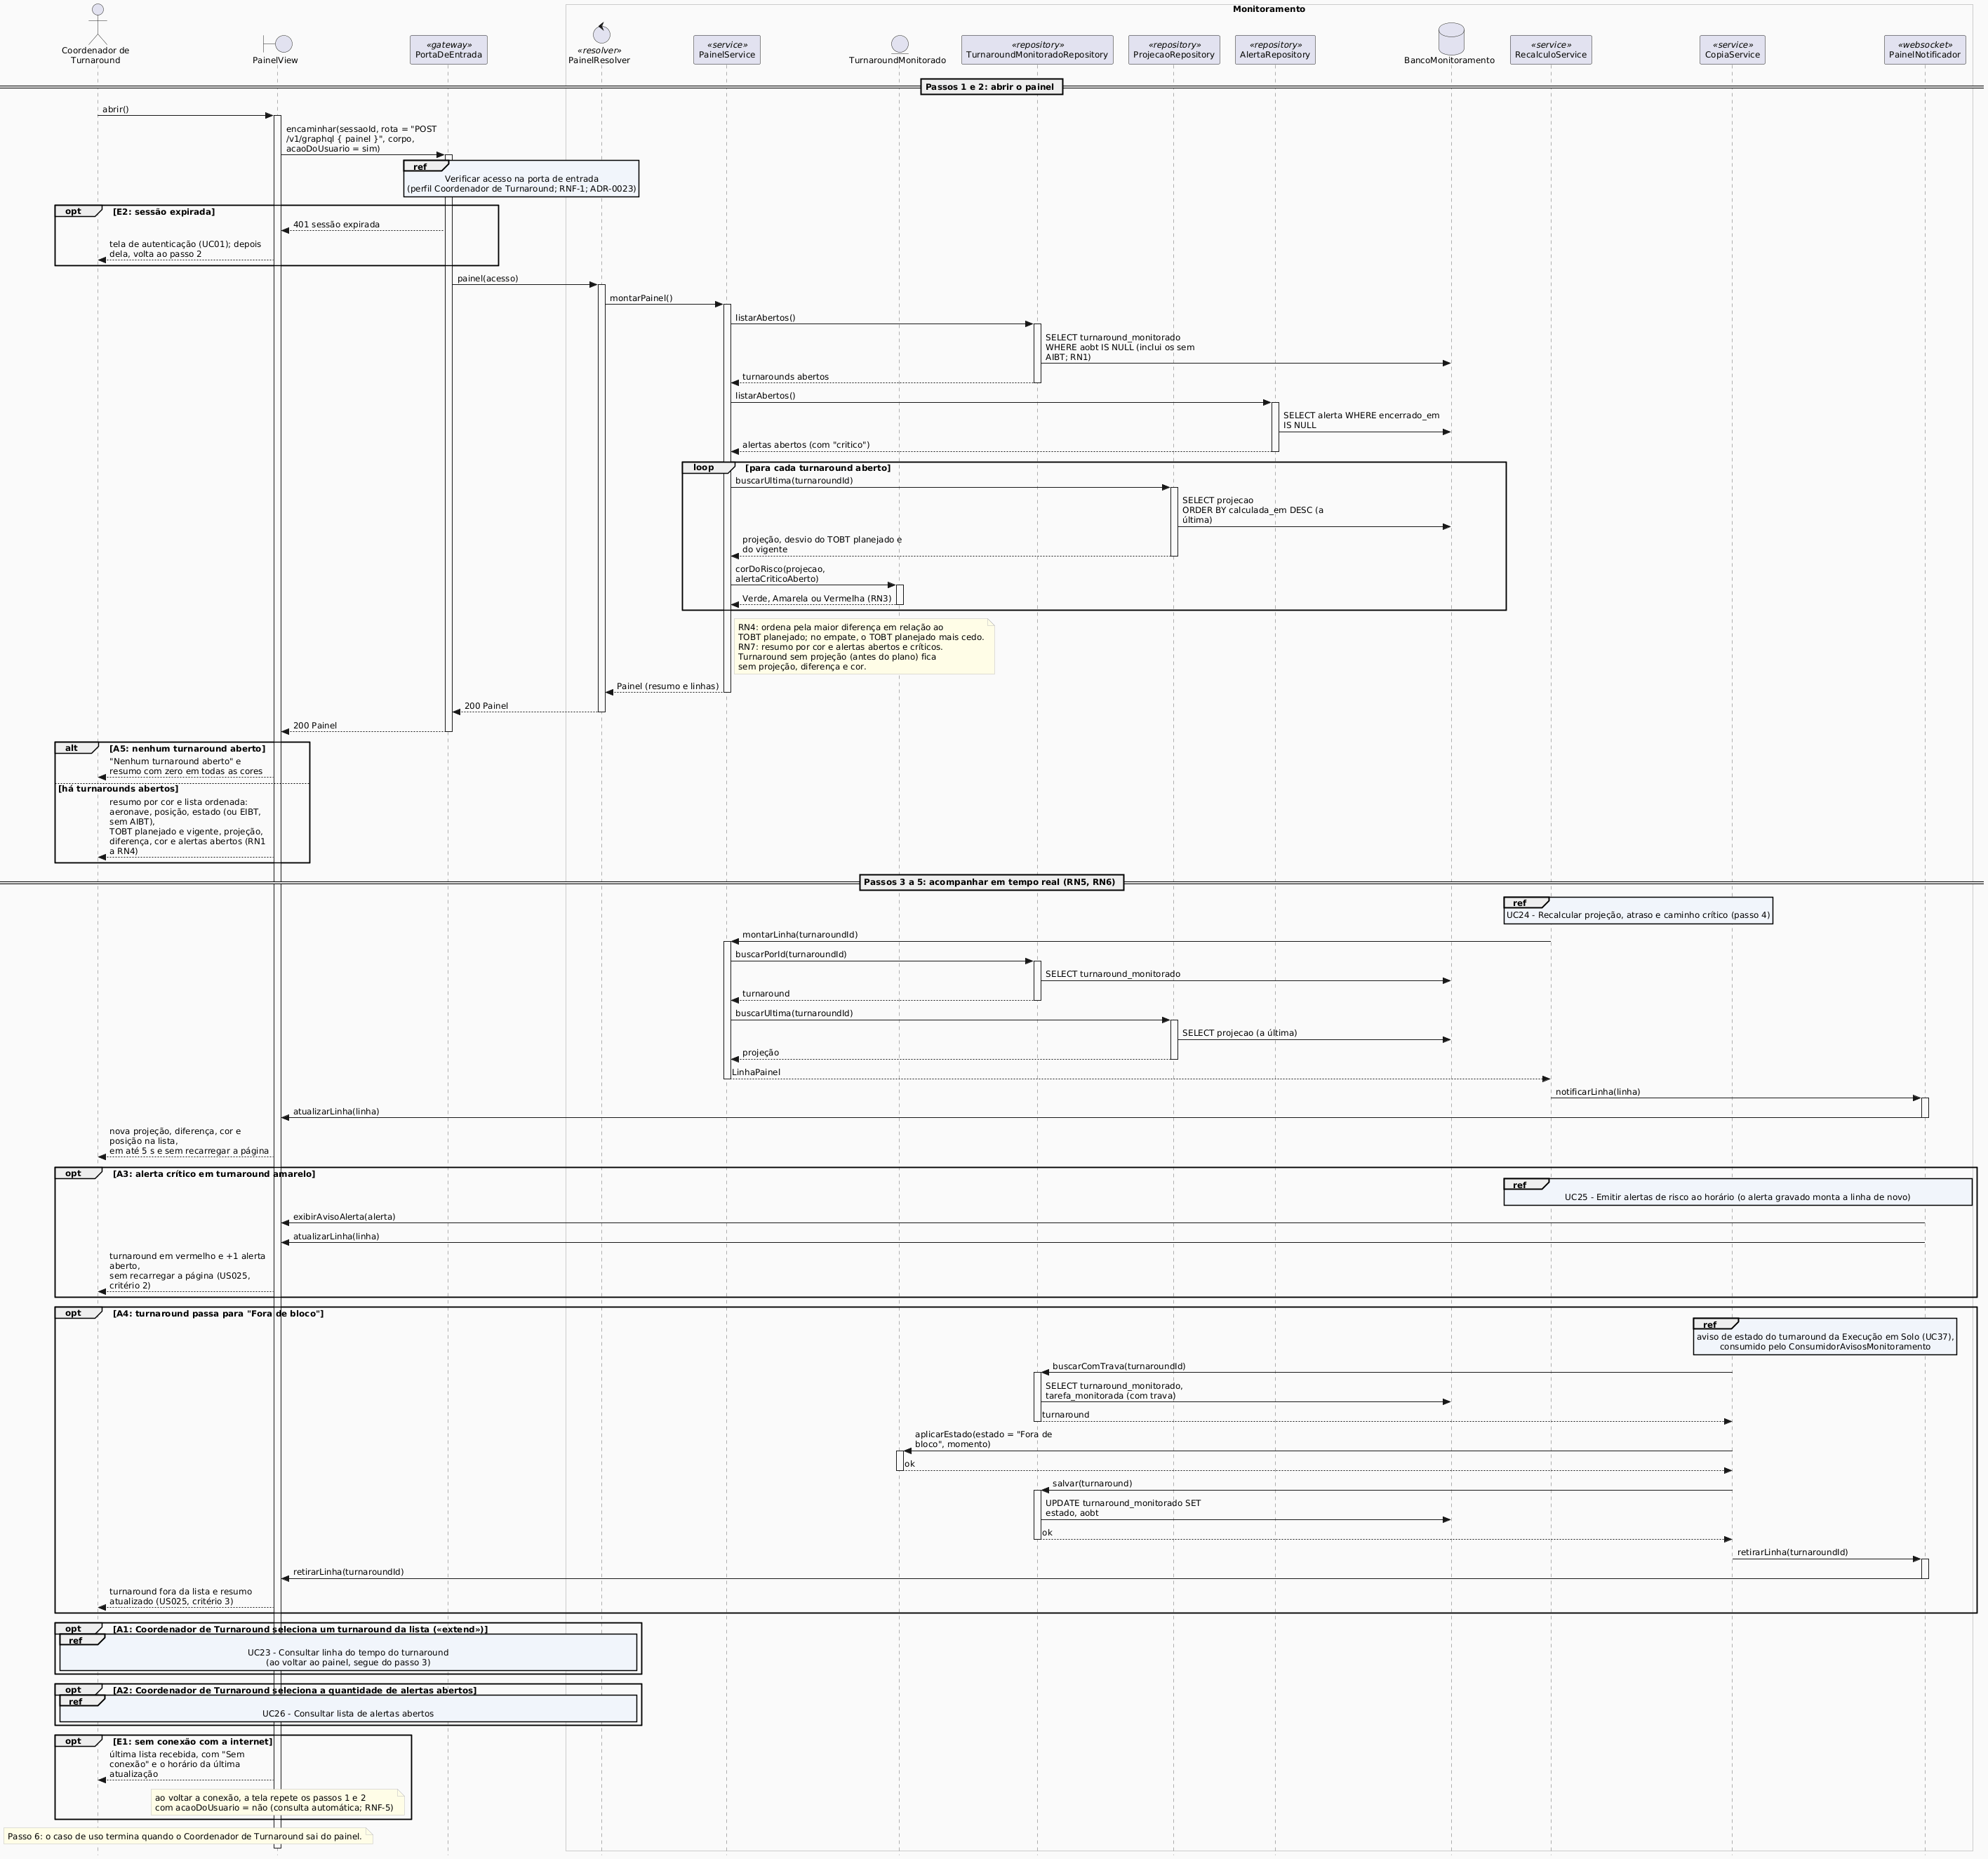 Monitoramento
Coordenador de
Turnaround
PainelView
«gateway»
PortaDeEntrada
«resolver»
PainelResolver
«service»
PainelService
TurnaroundMonitorado
«repository»
TurnaroundMonitoradoRepository
«repository»
ProjecaoRepository
«repository»
AlertaRepository
BancoMonitoramento
«service»
RecalculoService
«service»
CopiaService
«websocket»
PainelNotificador
Passos 1 e 2: abrir o painel
abrir()
encaminhar(sessaoId, rota = "POST
/v1/graphql { painel }", corpo,
acaoDoUsuario = sim)
ref
Verificar acesso na porta de entrada
(perfil Coordenador de Turnaround; RNF-1; ADR-0023)
opt [E2: sessão expirada]
401 sessão expirada
tela de autenticação (UC01); depois
dela, volta ao passo 2
painel(acesso)
montarPainel()
listarAbertos()
SELECT turnaround_monitorado
WHERE aobt IS NULL (inclui os sem
AIBT; RN1)
turnarounds abertos
listarAbertos()
SELECT alerta WHERE encerrado_em
IS NULL
alertas abertos (com "critico")
loop [para cada turnaround aberto]
buscarUltima(turnaroundId)
SELECT projecao
ORDER BY calculada_em DESC (a
última)
projeção, desvio do TOBT planejado e
do vigente
corDoRisco(projecao,
alertaCriticoAberto)
Verde, Amarela ou Vermelha (RN3)
RN4: ordena pela maior diferença em relação ao
TOBT planejado; no empate, o TOBT planejado mais cedo.
RN7: resumo por cor e alertas abertos e críticos.
Turnaround sem projeção (antes do plano) fica
sem projeção, diferença e cor.
Painel (resumo e linhas)
200 Painel
200 Painel
alt [A5: nenhum turnaround aberto]
"Nenhum turnaround aberto" e
resumo com zero em todas as cores
[há turnarounds abertos]
resumo por cor e lista ordenada:
aeronave, posição, estado (ou EIBT,
sem AIBT),
TOBT planejado e vigente, projeção,
diferença, cor e alertas abertos (RN1
a RN4)
Passos 3 a 5: acompanhar em tempo real (RN5, RN6)
ref
UC24 - Recalcular projeção, atraso e caminho crítico (passo 4)
montarLinha(turnaroundId)
buscarPorId(turnaroundId)
SELECT turnaround_monitorado
turnaround
buscarUltima(turnaroundId)
SELECT projecao (a última)
projeção
LinhaPainel
notificarLinha(linha)
atualizarLinha(linha)
nova projeção, diferença, cor e
posição na lista,
em até 5 s e sem recarregar a página
opt [A3: alerta crítico em turnaround amarelo]
ref
UC25 - Emitir alertas de risco ao horário (o alerta gravado monta a linha de novo)
exibirAvisoAlerta(alerta)
atualizarLinha(linha)
turnaround em vermelho e +1 alerta
aberto,
sem recarregar a página (US025,
critério 2)
opt [A4: turnaround passa para "Fora de bloco"]
ref
aviso de estado do turnaround da Execução em Solo (UC37),
consumido pelo ConsumidorAvisosMonitoramento
buscarComTrava(turnaroundId)
SELECT turnaround_monitorado,
tarefa_monitorada (com trava)
turnaround
aplicarEstado(estado = "Fora de
bloco", momento)
ok
salvar(turnaround)
UPDATE turnaround_monitorado SET
estado, aobt
ok
retirarLinha(turnaroundId)
retirarLinha(turnaroundId)
turnaround fora da lista e resumo
atualizado (US025, critério 3)
opt [A1: Coordenador de Turnaround seleciona um turnaround da lista («extend»)]
ref
UC23 - Consultar linha do tempo do turnaround
(ao voltar ao painel, segue do passo 3)
opt [A2: Coordenador de Turnaround seleciona a quantidade de alertas abertos]
ref
UC26 - Consultar lista de alertas abertos
opt [E1: sem conexão com a internet]
última lista recebida, com "Sem
conexão" e o horário da última
atualização
ao voltar a conexão, a tela repete os passos 1 e 2
com acaoDoUsuario = não (consulta automática; RNF-5)
Passo 6: o caso de uso termina quando o Coordenador de Turnaround sai do painel.